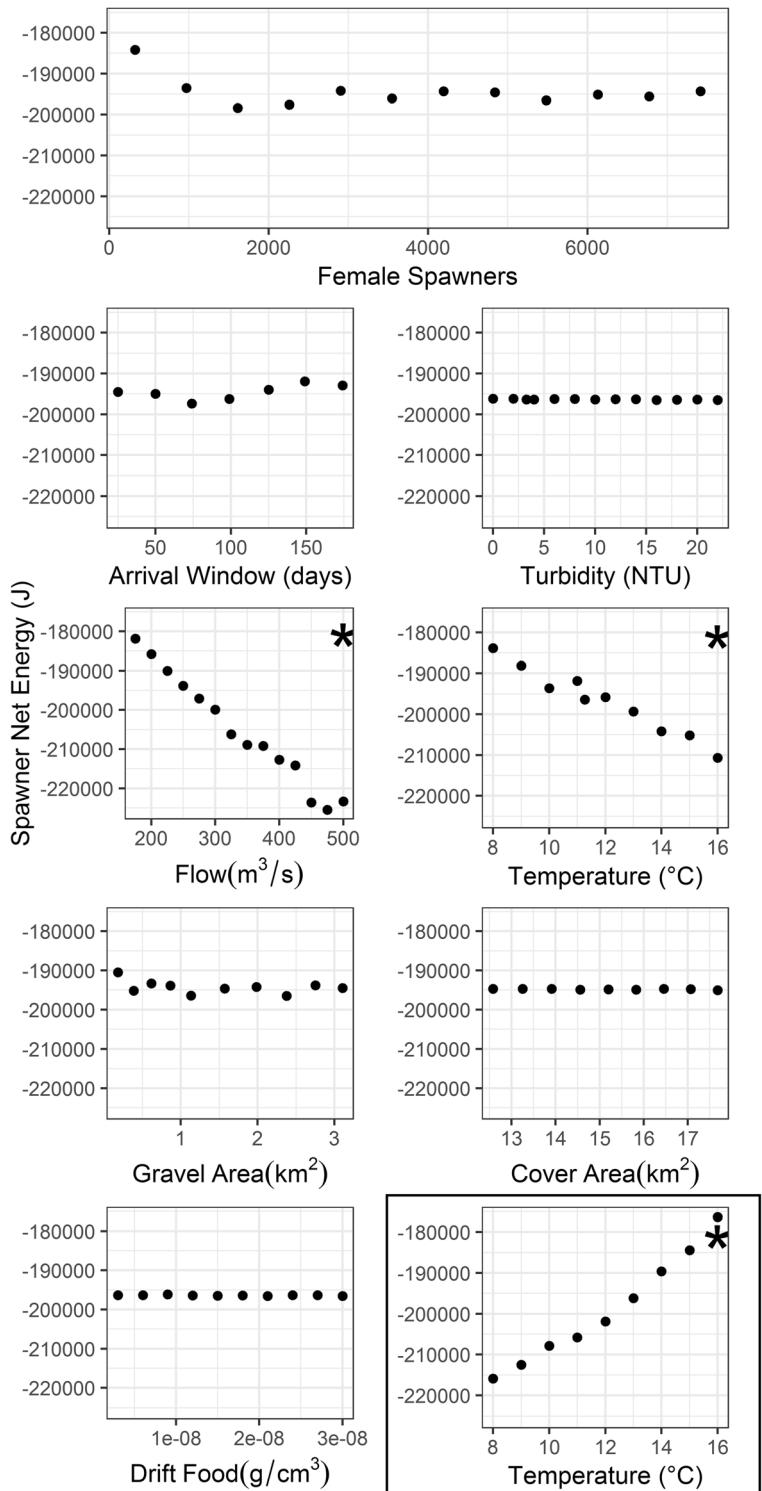 -180000
-190000
-200000
-210000
-220000
0 2000 4000 6000
Female Spawners
-180000
-190000
-200000
-210000
-220000
50 100 150
Arrival Window (days)
-180000
-190000
-200000
-210000
-220000
0 5 10 15 20
Turbidity (NTU)
Spawner Net Energy (J)
-180000
-190000
-200000
-210000
-220000
200 300 400 500
Flow(m³/s)
*
-180000
-190000
-200000
-210000
-220000
8 10 12 14 16
Temperature (°C)
*
-180000
-190000
-200000
-210000
-220000
1 2 3
Gravel Area(km²)
-180000
-190000
-200000
-210000
-220000
13 14 15 16 17
Cover Area(km²)
-180000
-190000
-200000
-210000
-220000
1e-08 2e-08 3e-08
Drift Food(g/cm³)
-180000
-190000
-200000
-210000
-220000
8 10 12 14 16
Temperature (°C)
*